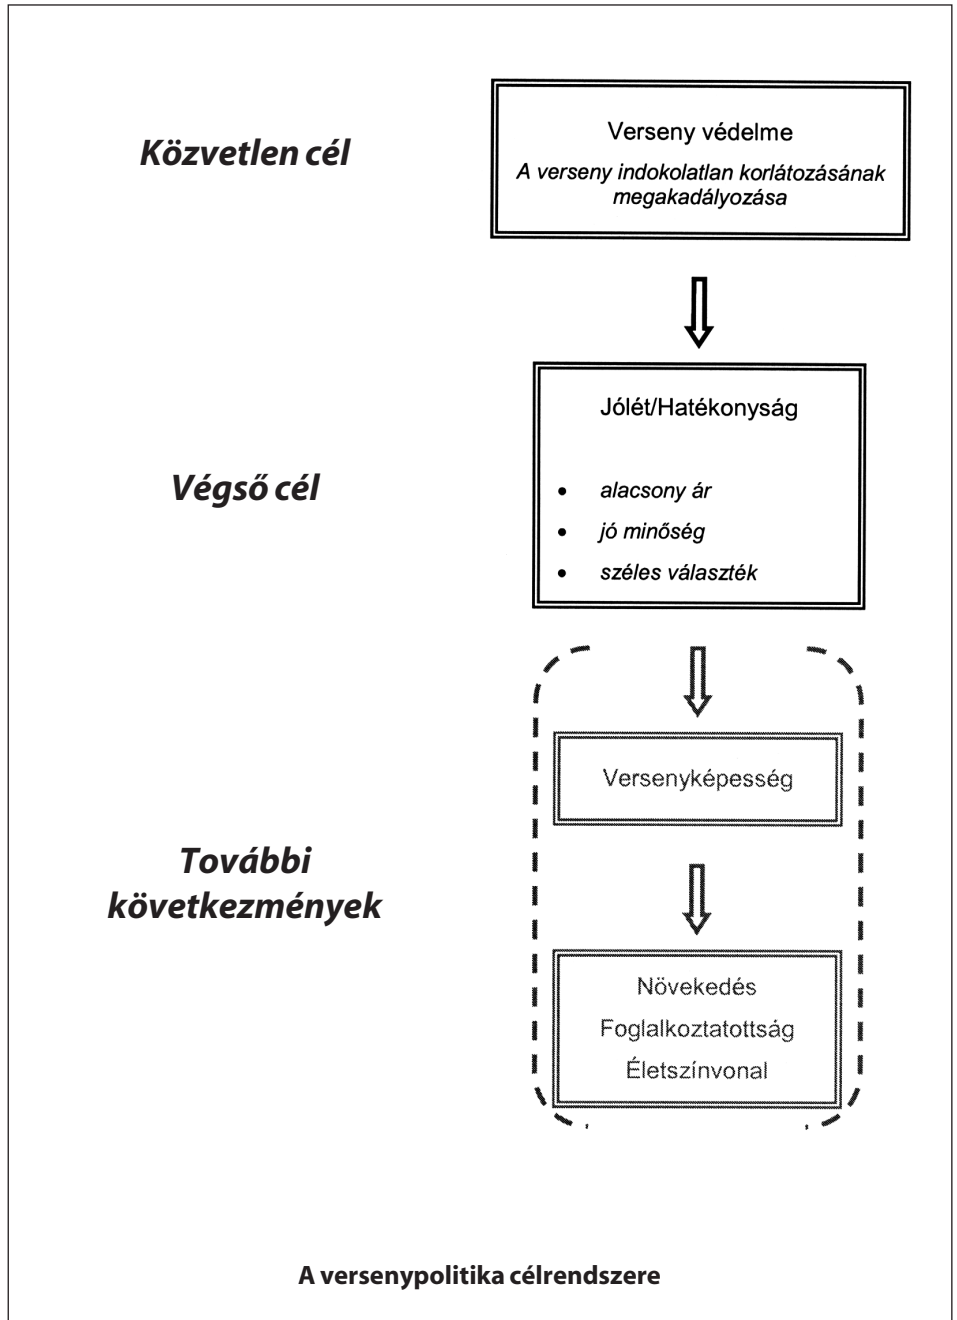 Közvetlen cél
Verseny védelme
A verseny indokolatlan korlátozásának
megakadályozása
Végső cél
Jólét/Hatékonyság
• alacsony ár
• jó minőség
• széles választék
További
következmények
Versenyképesség
Növekedés
Foglalkoztatottság
Életszínvonal
A versenypolitika célrendszere